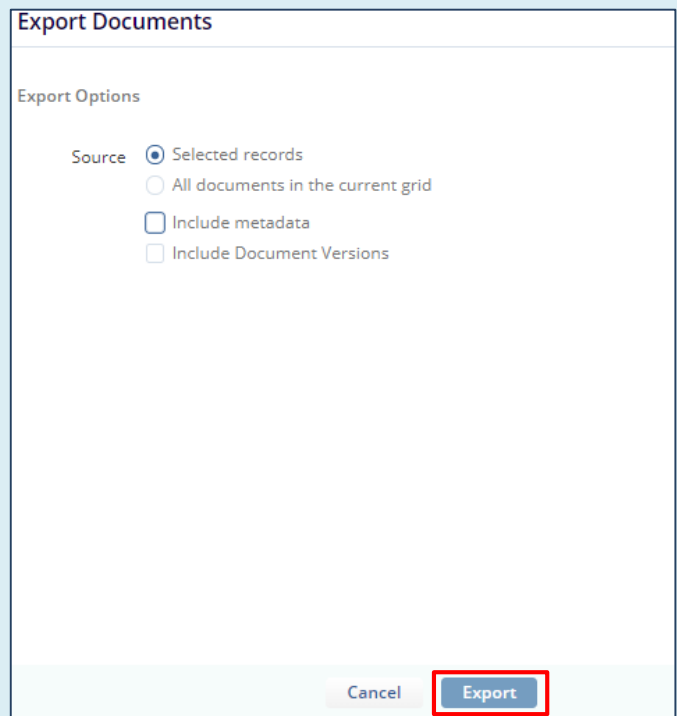 Export Documents
Export Options
Source Selected records
All documents in the current grid
Include metadata
Include Document Versions
Cancel Export